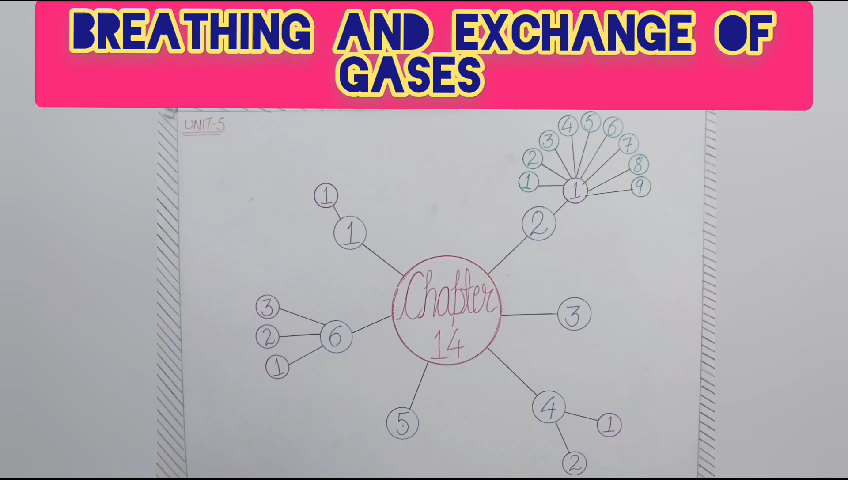 BREATHING AND EXCHANGE OF
GASES
UNIT-5
4 5 6
3 7
2 8
1 1 9
1
1 2
Chapter
14
3
3
2 6
1
4
5 1
2